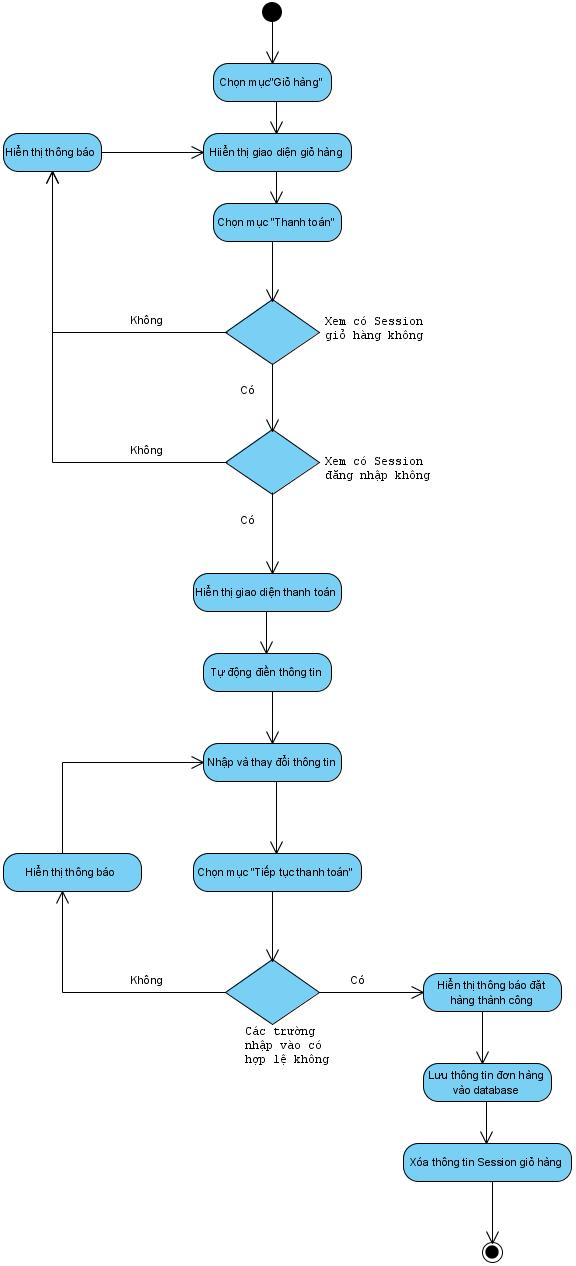 Chọn mục"Giỏ hàng"
Hiển thị thông báo
Hiiển thị giao diện giỏ hàng
Chọn mục "Thanh toán"
Không
Xem có Session
giỏ hàng không
Có
Không
Xem có Session
đăng nhập không
Có
Hiển thị giao diện thanh toán
Tự động điền thông tin
Nhập và thay đổi thông tin
Hiển thị thông báo
Chọn mục "Tiếp tục thanh toán"
Không
Có
Hiển thị thông báo đặt
hàng thành công
Các trường
nhập vào có
hợp lệ không
Lưu thông tin đơn hàng
vào database
Xóa thông tin Session giỏ hàng